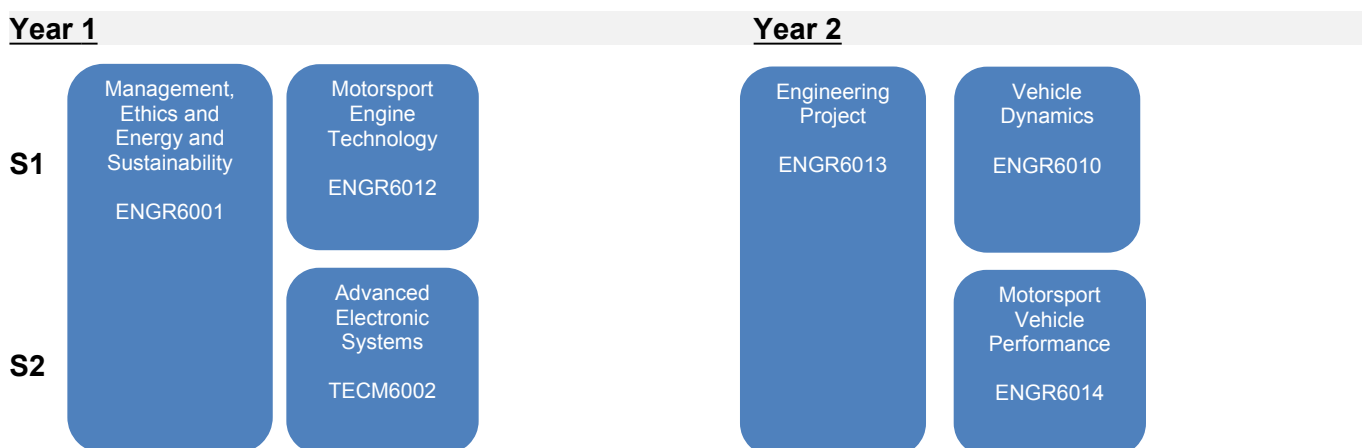 Year 1
Year 2
S1
Management,
Ethics and
Energy and
Sustainability
ENGR6001
Motorsport
Engine
Technology
ENGR6012
Engineering
Project
ENGR6013
Vehicle
Dynamics
ENGR6010
S2
Advanced
Electronic
Systems
TECM6002
Motorsport
Vehicle
Performance
ENGR6014